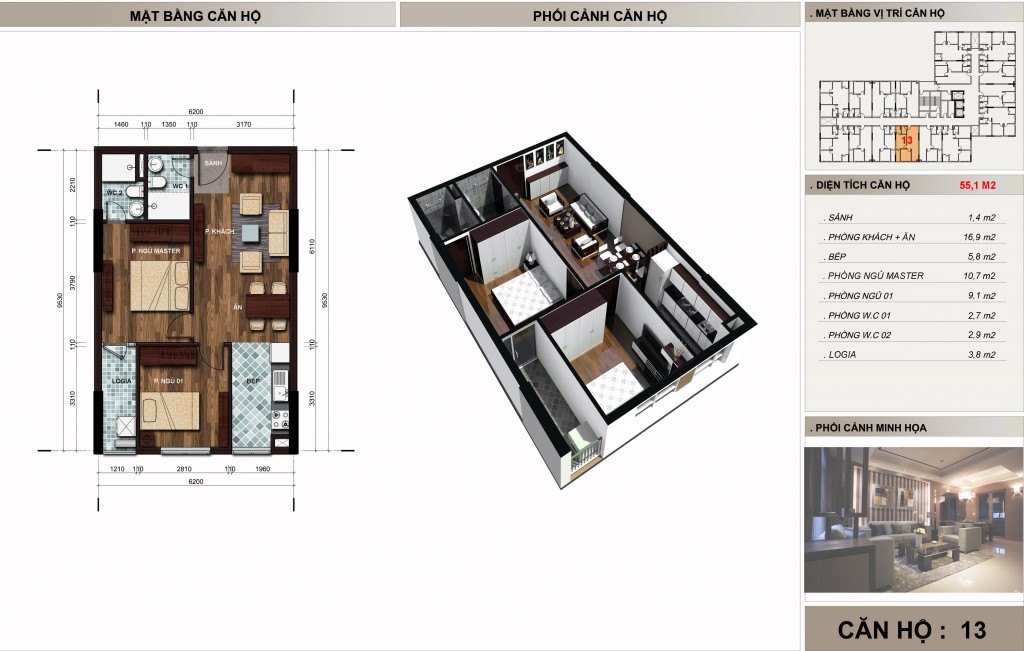 MẶT BẰNG CĂN HỘ
PHỐI CẢNH CĂN HỘ
. MẶT BẰNG VỊ TRÍ CĂN HỘ
13
6200
1460 110 1350 110 3170
2210
110
3790
110
3310
9530
SẢNH
WC 1
WC 2
P. KHÁCH
P. NGỦ MASTER
ĂN
LOGIA
P. NGỦ 01
BẾP
6110
110
3310
9530
1210 110 2810 110 1960
6200
. DIỆN TÍCH CĂN HỘ 55,1 M2
. SẢNH 1,4 m2
. PHÒNG KHÁCH + ĂN 16,9 m2
. BẾP 5,8 m2
. PHÒNG NGỦ MASTER 10,7 m2
. PHÒNG NGỦ 01 9,1 m2
. PHÒNG W.C 01 2,7 m2
. PHÒNG W.C 02 2,9 m2
. LOGIA 3,8 m2
. PHỐI CẢNH MINH HỌA
CĂN HỘ : 13